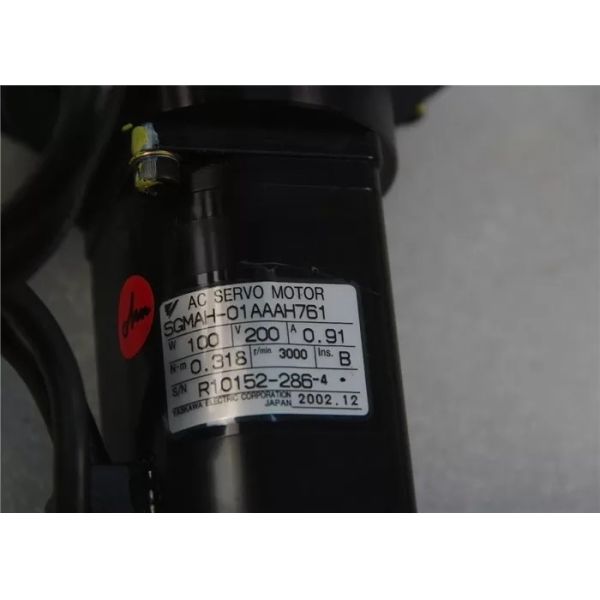 AC SERVO MOTOR
SGMAH-01AAAH761
W 100 V 200 A 0.91
N·m 0.318 r/min 3000 Ins. B
S/N R10152-286-4
YASKAWA ELECTRIC CORPORATION
JAPAN 2002.12